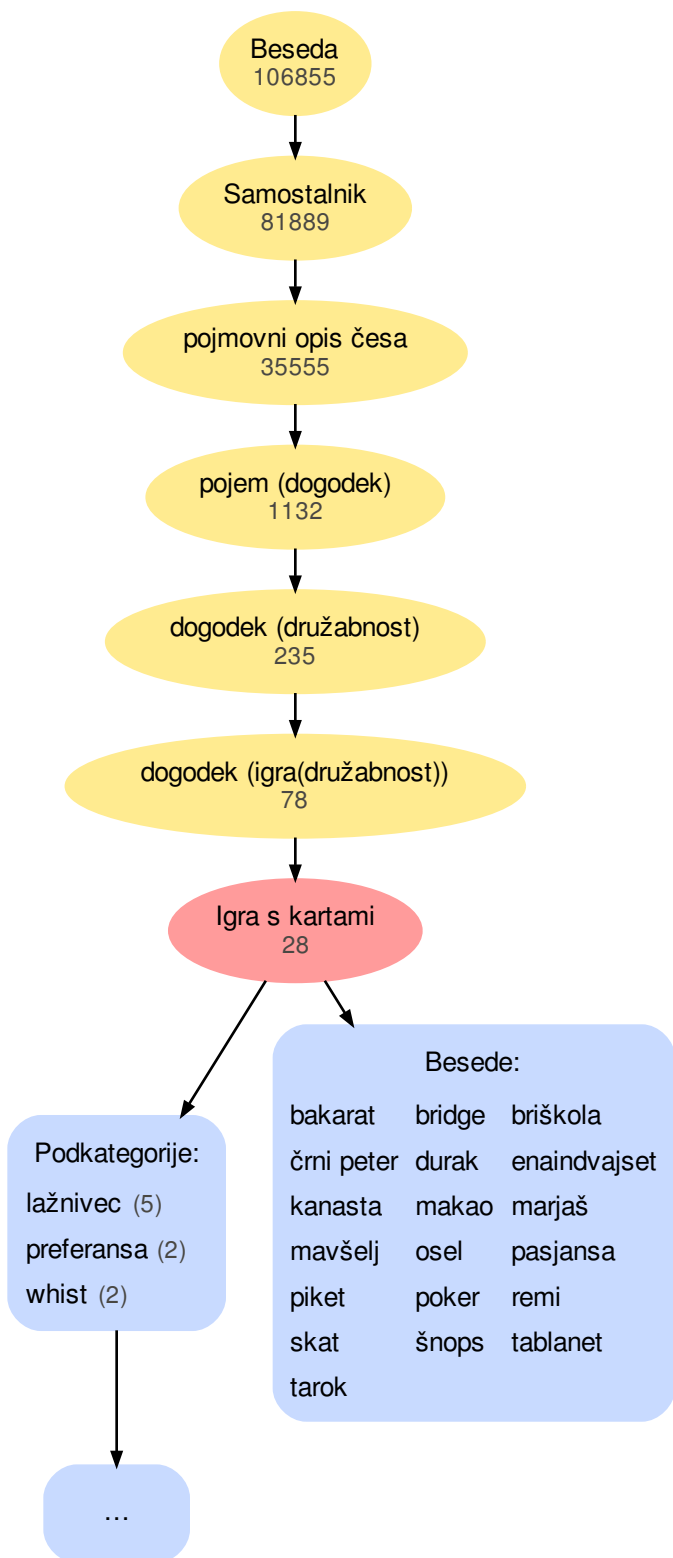 Beseda
106855
Samostalnik
81889
pojmovni opis česa
35555
pojem (dogodek)
1132
dogodek (družabnost)
235
dogodek (igra(družabnost))
78
Igra s kartami
28
Podkategorije:
lažnivec (5)
preferansa (2)
whist (2)
...
Besede:
bakarat bridge briškola
črni peter durak enaindvajset
kanasta makao marjaš
mavšelj osel pasjansa
piket poker remi
skat šnops tablanet
tarok